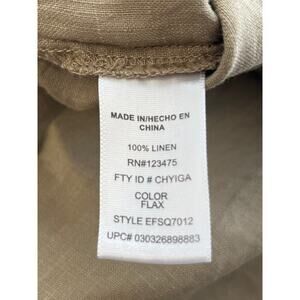 MADE IN/HECHO EN
CHINA
100% LINEN
RN#123475
FTY ID # CHYIGA
COLOR
FLAX
STYLE EFSQ7012
UPC# 030326898883